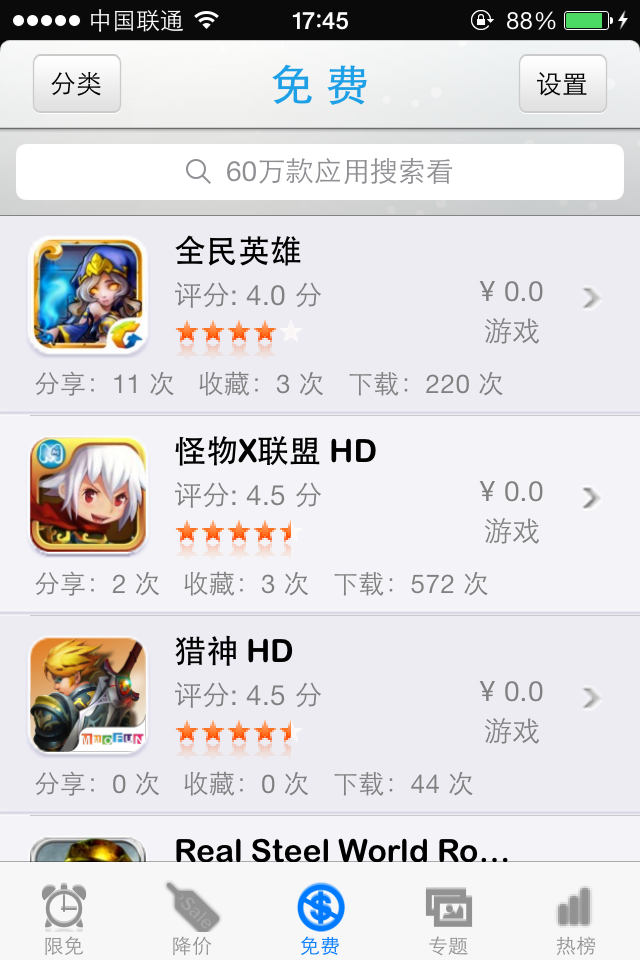 中国联通 17:45 88%
分类 免费 设置
60万款应用搜索看
全民英雄
评分: 4.0 分
¥ 0.0
游戏
分享：11 次 收藏：3 次 下载：220 次
怪物X联盟 HD
评分: 4.5 分
¥ 0.0
游戏
分享：2 次 收藏：3 次 下载：572 次
猎神 HD
评分: 4.5 分
¥ 0.0
游戏
MUOFUN
分享：0 次 收藏：0 次 下载：44 次
Real Steel World Ro...
Sale
限免 降价 免费 专题 热榜